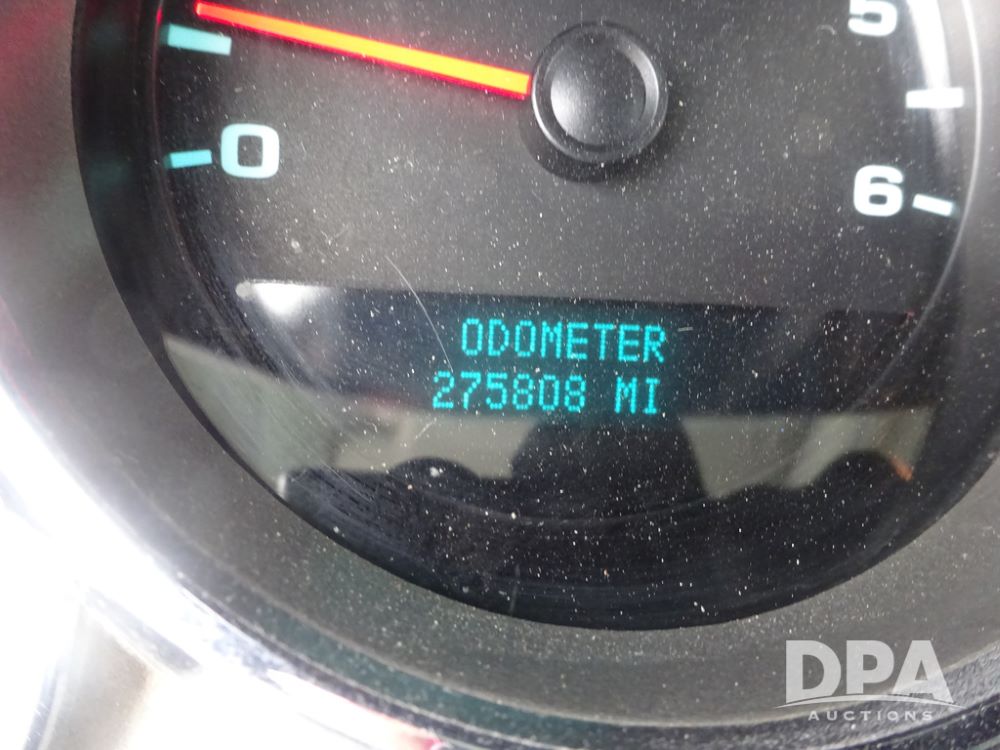 5
0
6
ODOMETER
275808 MI
DPA
AUCTIONS